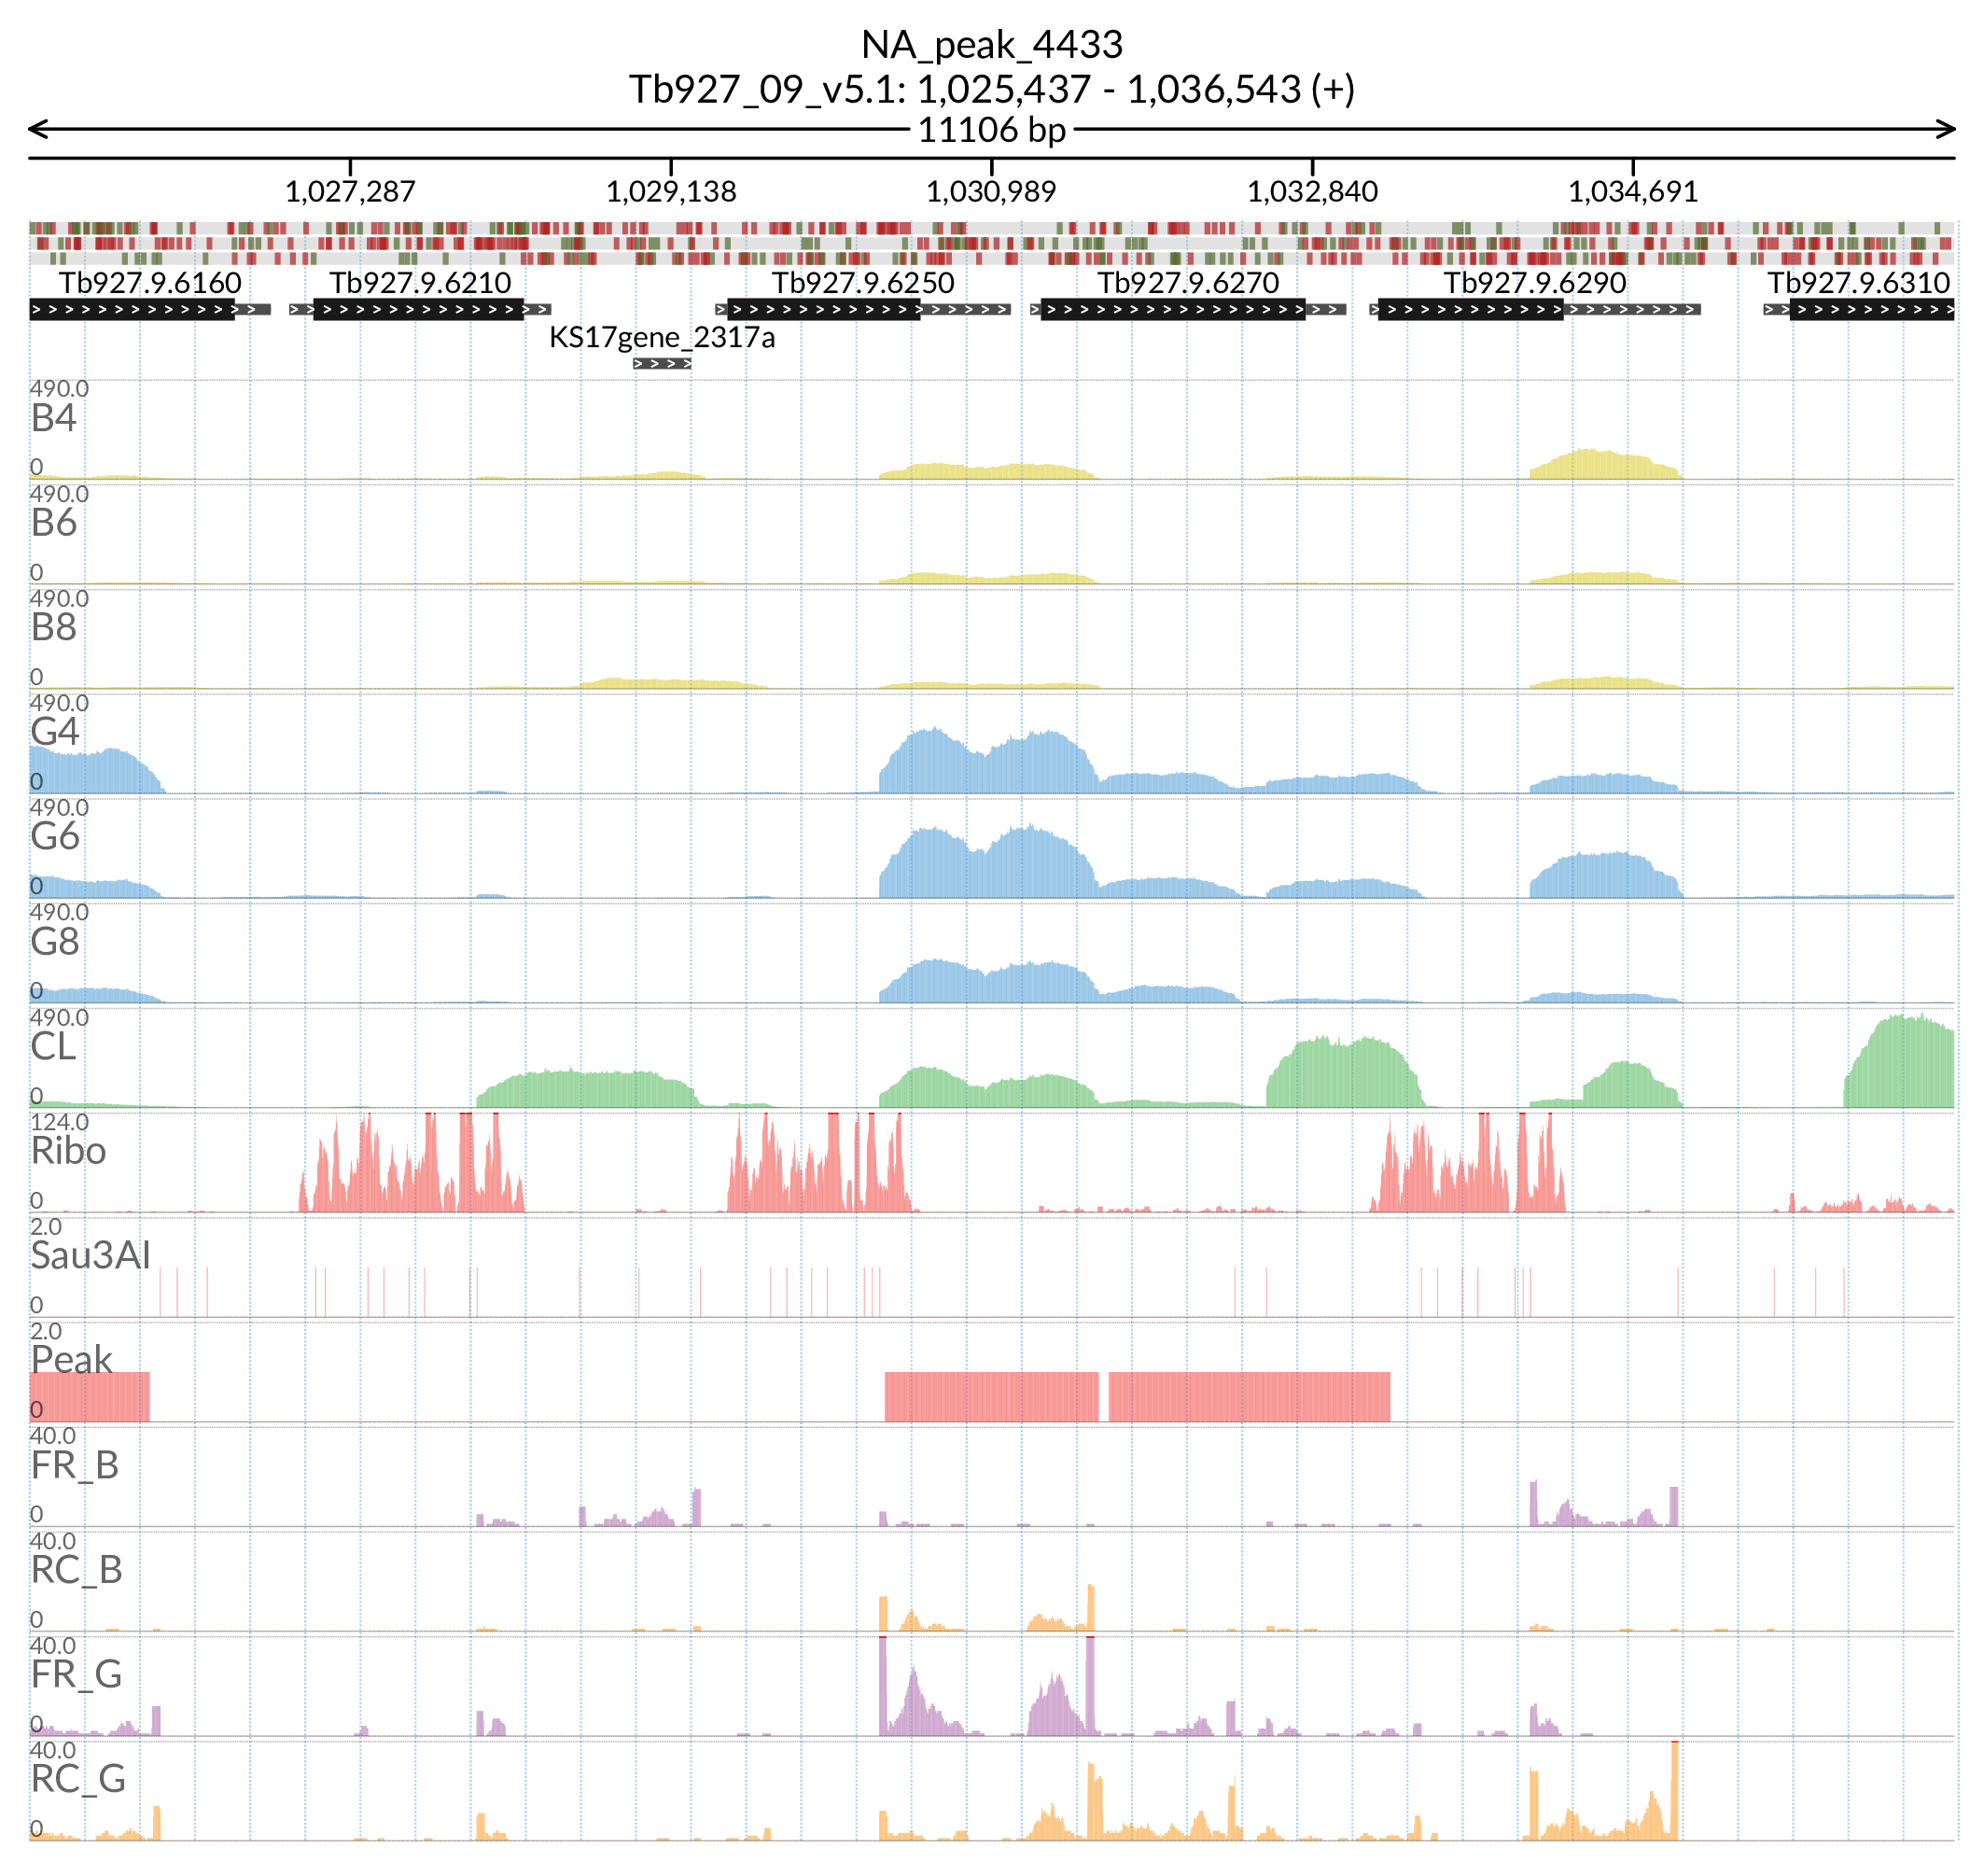 NA_peak_4433
Tb927_09_v5.1: 1,025,437 - 1,036,543 (+)
11106 bp
1,027,287 1,029,138 1,030,989 1,032,840 1,034,691
Tb927.9.6160 Tb927.9.6210 Tb927.9.6250 Tb927.9.6270 Tb927.9.6290 Tb927.9.6310
KS17gene_2317a
490.0
B4
0
490.0
B6
0
490.0
B8
0
490.0
G4
0
490.0
G6
0
490.0
G8
0
490.0
CL
0
124.0
Ribo
0
2.0
Sau3AI
0
2.0
Peak
0
40.0
FR_B
0
40.0
RC_B
0
40.0
FR_G
0
40.0
RC_G
0